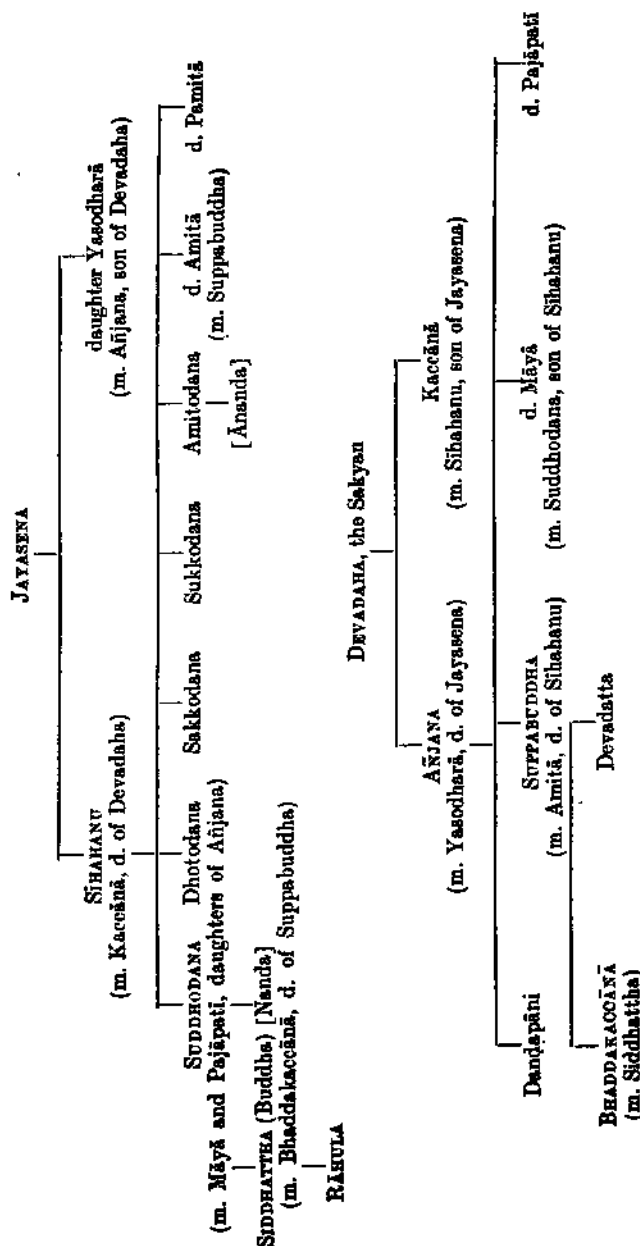 JAYASENA
SĪHAHANU daughter Yasodharā
(m. Kaccānā, d. of Devadaha) (m. Añjana, son of Devadaha)
SUDDHODANA Dhotodana Sakkodana Sukkodana Amitodana d. Amitā d. Pamitā
(m. Māyā and Pajāpatī, daughters of Añjana) [Ānanda] (m. Suppabuddha)
SIDDHATTHA (Buddha) [Nanda]
(m. Bhaddakaccānā, d. of Suppabuddha)
RĀHULA
DEVADAHA, the Sakyan
AÑJANA Kaccānā
(m. Yasodharā, d. of Jayasena) (m. Sīhahanu, son of Jayasena)
Daṇḍapāni SUPPABUDDHA d. Māyā d. Pajāpatī
(m. Amitā, d. of Sīhahanu) (m. Suddhodana, son of Sīhahanu)
BHADDAKACCĀNĀ Devadatta
(m. Siddhattha)